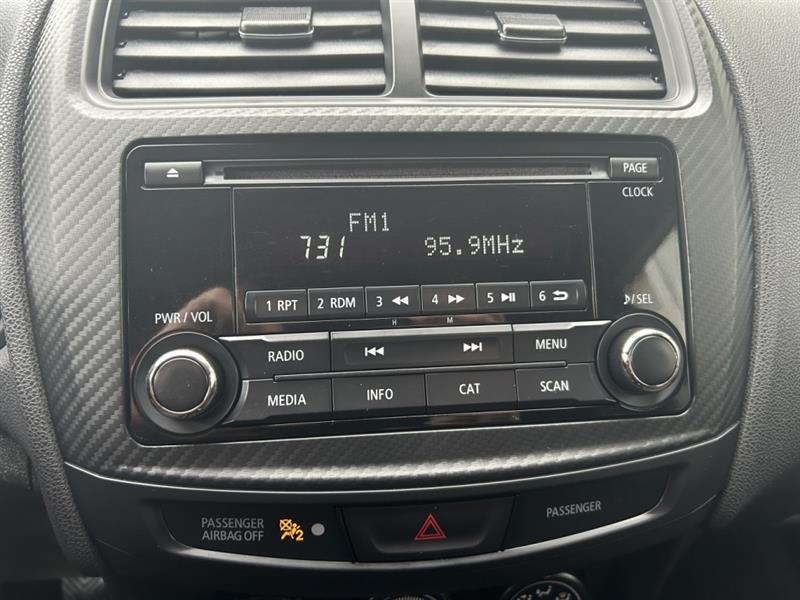 PAGE
CLOCK
FM1
731 95.9MHz
1 RPT 2 RDM 3 4 5 6
H M
PWR / VOL
/SEL
RADIO MENU
MEDIA INFO CAT SCAN
PASSENGER
AIRBAG OFF
2
PASSENGER